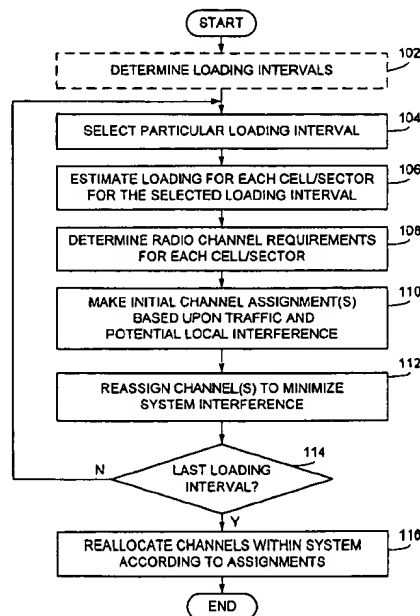 START
102
DETERMINE LOADING INTERVALS
104
SELECT PARTICULAR LOADING INTERVAL
106
ESTIMATE LOADING FOR EACH CELL/SECTOR
FOR THE SELECTED LOADING INTERVAL
108
DETERMINE RADIO CHANNEL REQUIREMENTS
FOR EACH CELL/SECTOR
110
MAKE INITIAL CHANNEL ASSIGNMENT(S)
BASED UPON TRAFFIC AND
POTENTIAL LOCAL INTERFERENCE
112
REASSIGN CHANNEL(S) TO MINIMIZE
SYSTEM INTERFERENCE
114
N
LAST LOADING
INTERVAL?
Y
116
REALLOCATE CHANNELS WITHIN SYSTEM
ACCORDING TO ASSIGNMENTS
END